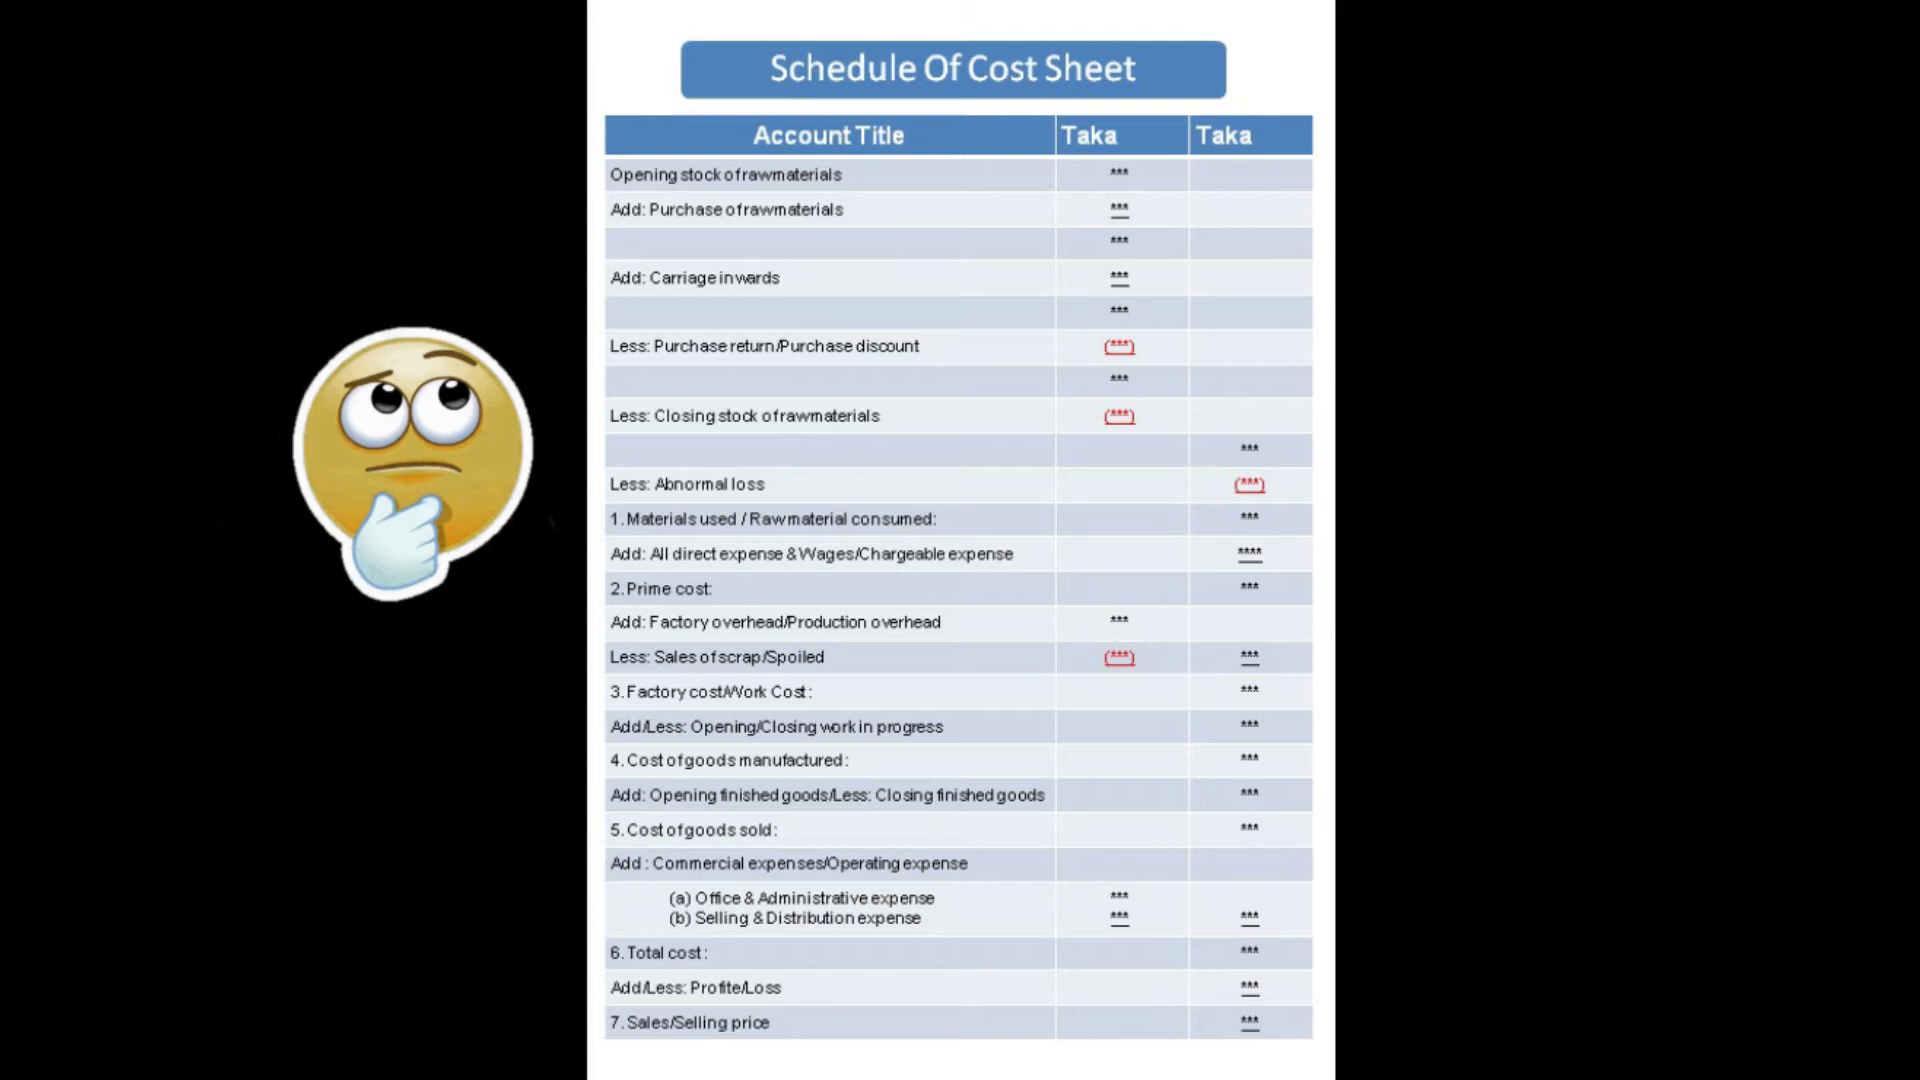 Schedule Of Cost Sheet
Account Title Taka Taka
Opening stock of raw materials ***
Add: Purchase of raw materials ***
***
Add: Carriage inwards ***
***
Less: Purchase return/Purchase discount (***)
***
Less: Closing stock of raw materials (***)
***
Less: Abnormal loss (***)
1. Materials used / Raw material consumed: ***
Add: All direct expense & Wages/Chargeable expense ****
2. Prime cost: ***
Add: Factory overhead/Production overhead ***
Less: Sales of scrap/Spoiled (***) ***
3. Factory cost/Work Cost: ***
Add/Less: Opening/Closing work in progress ***
4. Cost of goods manufactured: ***
Add: Opening finished goods/Less: Closing finished goods ***
5. Cost of goods sold: ***
Add : Commercial expenses/Operating expense
(a) Office & Administrative expense ***
(b) Selling & Distribution expense *** ***
6. Total cost: ***
Add/Less: Profite/Loss ***
7. Sales/Selling price ***